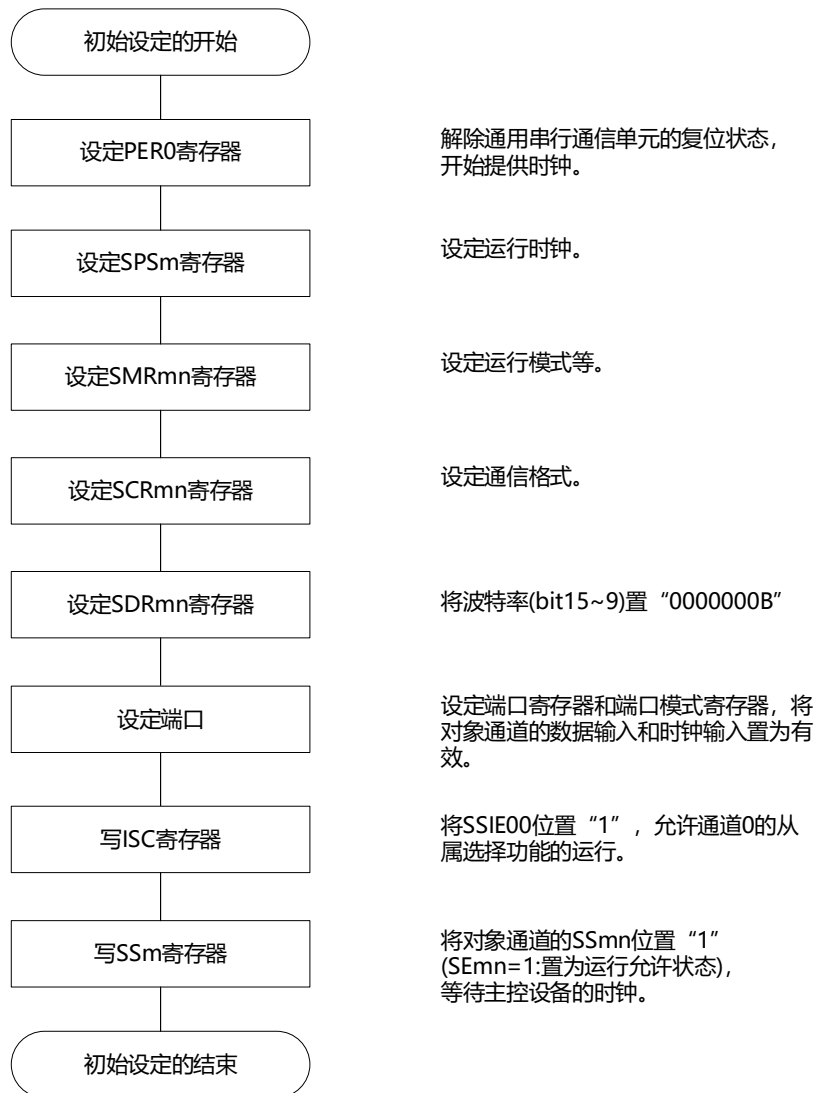 初始设定的开始
设定PER0寄存器
解除通用串行通信单元的复位状态，
开始提供时钟。
设定SPSm寄存器
设定运行时钟。
设定SMRmn寄存器
设定运行模式等。
设定SCRmn寄存器
设定通信格式。
设定SDRmn寄存器
将波特率(bit15~9)置“0000000B”
设定端口
设定端口寄存器和端口模式寄存器，将
对象通道的数据输入和时钟输入置为有
效。
写ISC寄存器
将SSIE00位置“1”，允许通道0的从
属选择功能的运行。
写SSm寄存器
将对象通道的SSmn位置“1”
(SEmn=1:置为运行允许状态)，
等待主控设备的时钟。
初始设定的结束